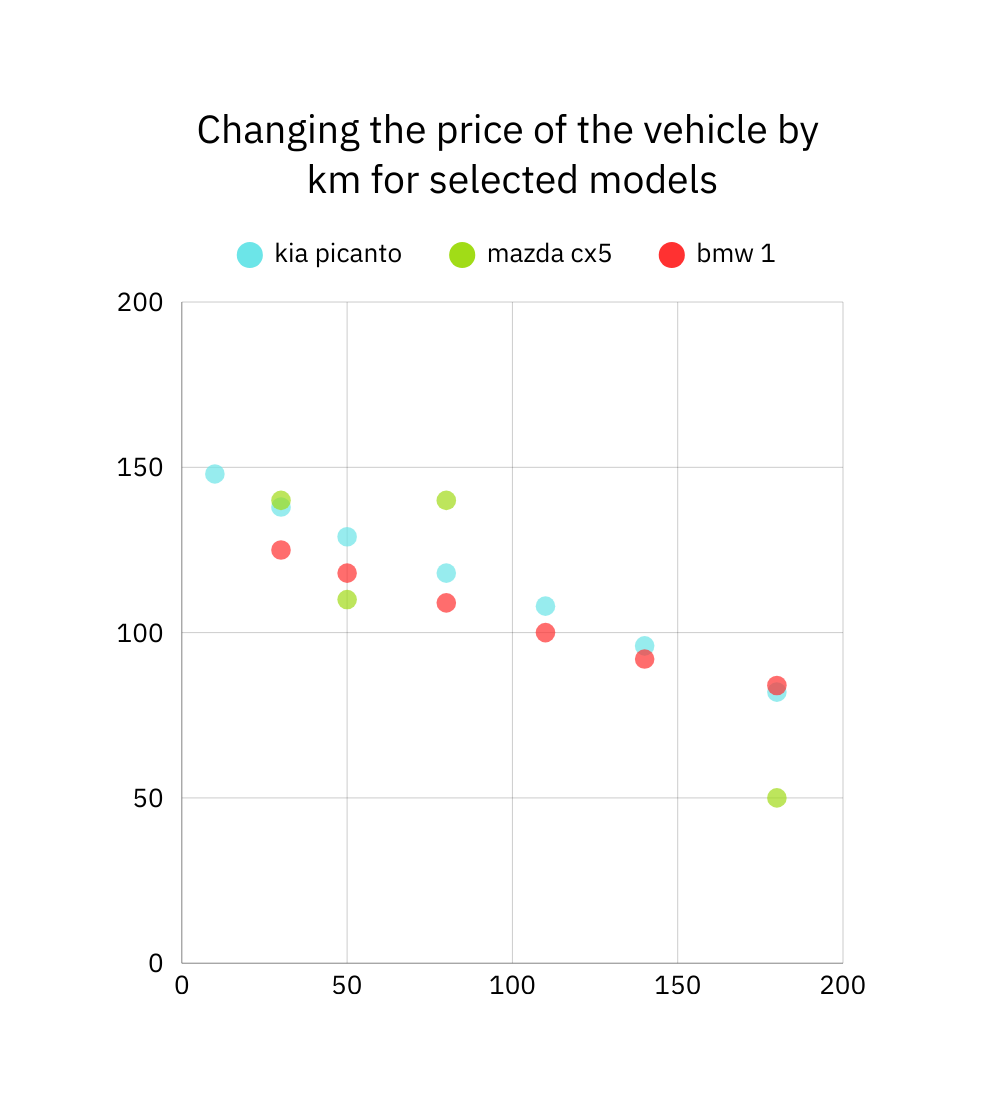 Changing the price of the vehicle by
km for selected models
kia picanto mazda cx5 bmw 1
200
150
100
50
0
0 50 100 150 200